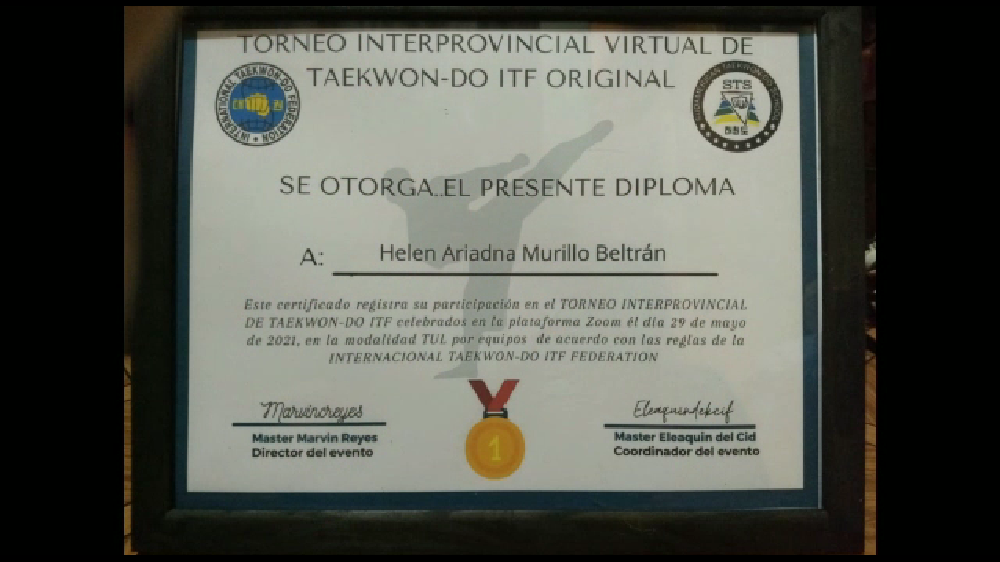 TORNEO INTERPROVINCIAL VIRTUAL DE
TAEKWON-DO ITF ORIGINAL
INTERNATIONAL TAEKWON-DO FEDERATION
STS
SE OTORGA..EL PRESENTE DIPLOMA
A: Helen Ariadna Murillo Beltrán
Este certificado registra su participación en el TORNEO INTERPROVINCIAL
DE TAEKWON-DO ITF celebrados en la plataforma Zoom él día 29 de mayo
de 2021, en la modalidad TUL por equipos de acuerdo con las reglas de la
INTERNACIONAL TAEKWON-DO ITF FEDERATION
Marvincreyes
Eleaquindelcif
Master Marvin Reyes
Director del evento
1
Master Eleaquin del Cid
Coordinador del evento